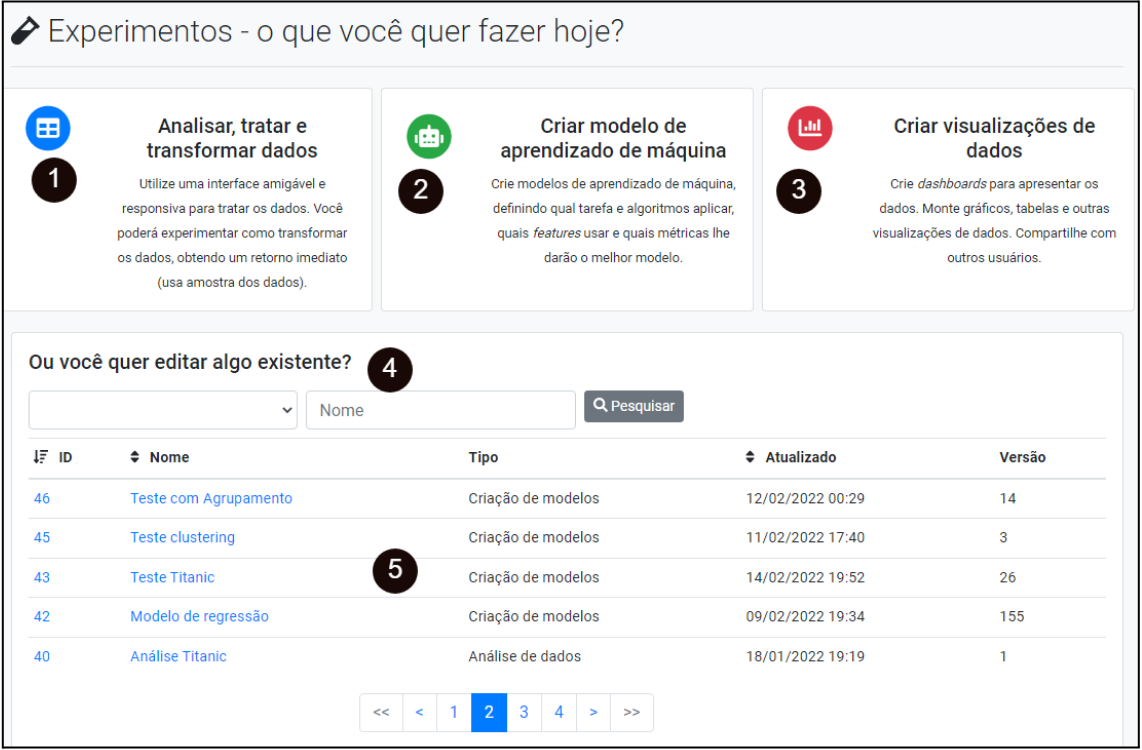 Experimentos - o que você quer fazer hoje?
1
Analisar, tratar e
transformar dados
Utilize uma interface amigável e
responsiva para tratar os dados. Você
poderá experimentar como transformar
os dados, obtendo um retorno imediato
(usa amostra dos dados).
2
Criar modelo de
aprendizado de máquina
Crie modelos de aprendizado de máquina,
definindo qual tarefa e algoritmos aplicar,
quais features usar e quais métricas lhe
darão o melhor modelo.
3
Criar visualizações de
dados
Crie dashboards para apresentar os
dados. Monte gráficos, tabelas e outras
visualizações de dados. Compartilhe com
outros usuários.
Ou você quer editar algo existente? 4
Nome Pesquisar
ID Nome Tipo Atualizado Versão
46 Teste com Agrupamento Criação de modelos 12/02/2022 00:29 14
45 Teste clustering Criação de modelos 11/02/2022 17:40 3
5
43 Teste Titanic Criação de modelos 14/02/2022 19:52 26
42 Modelo de regressão Criação de modelos 09/02/2022 19:34 155
40 Análise Titanic Análise de dados 18/01/2022 19:19 1
<< < 1 2 3 4 > >>